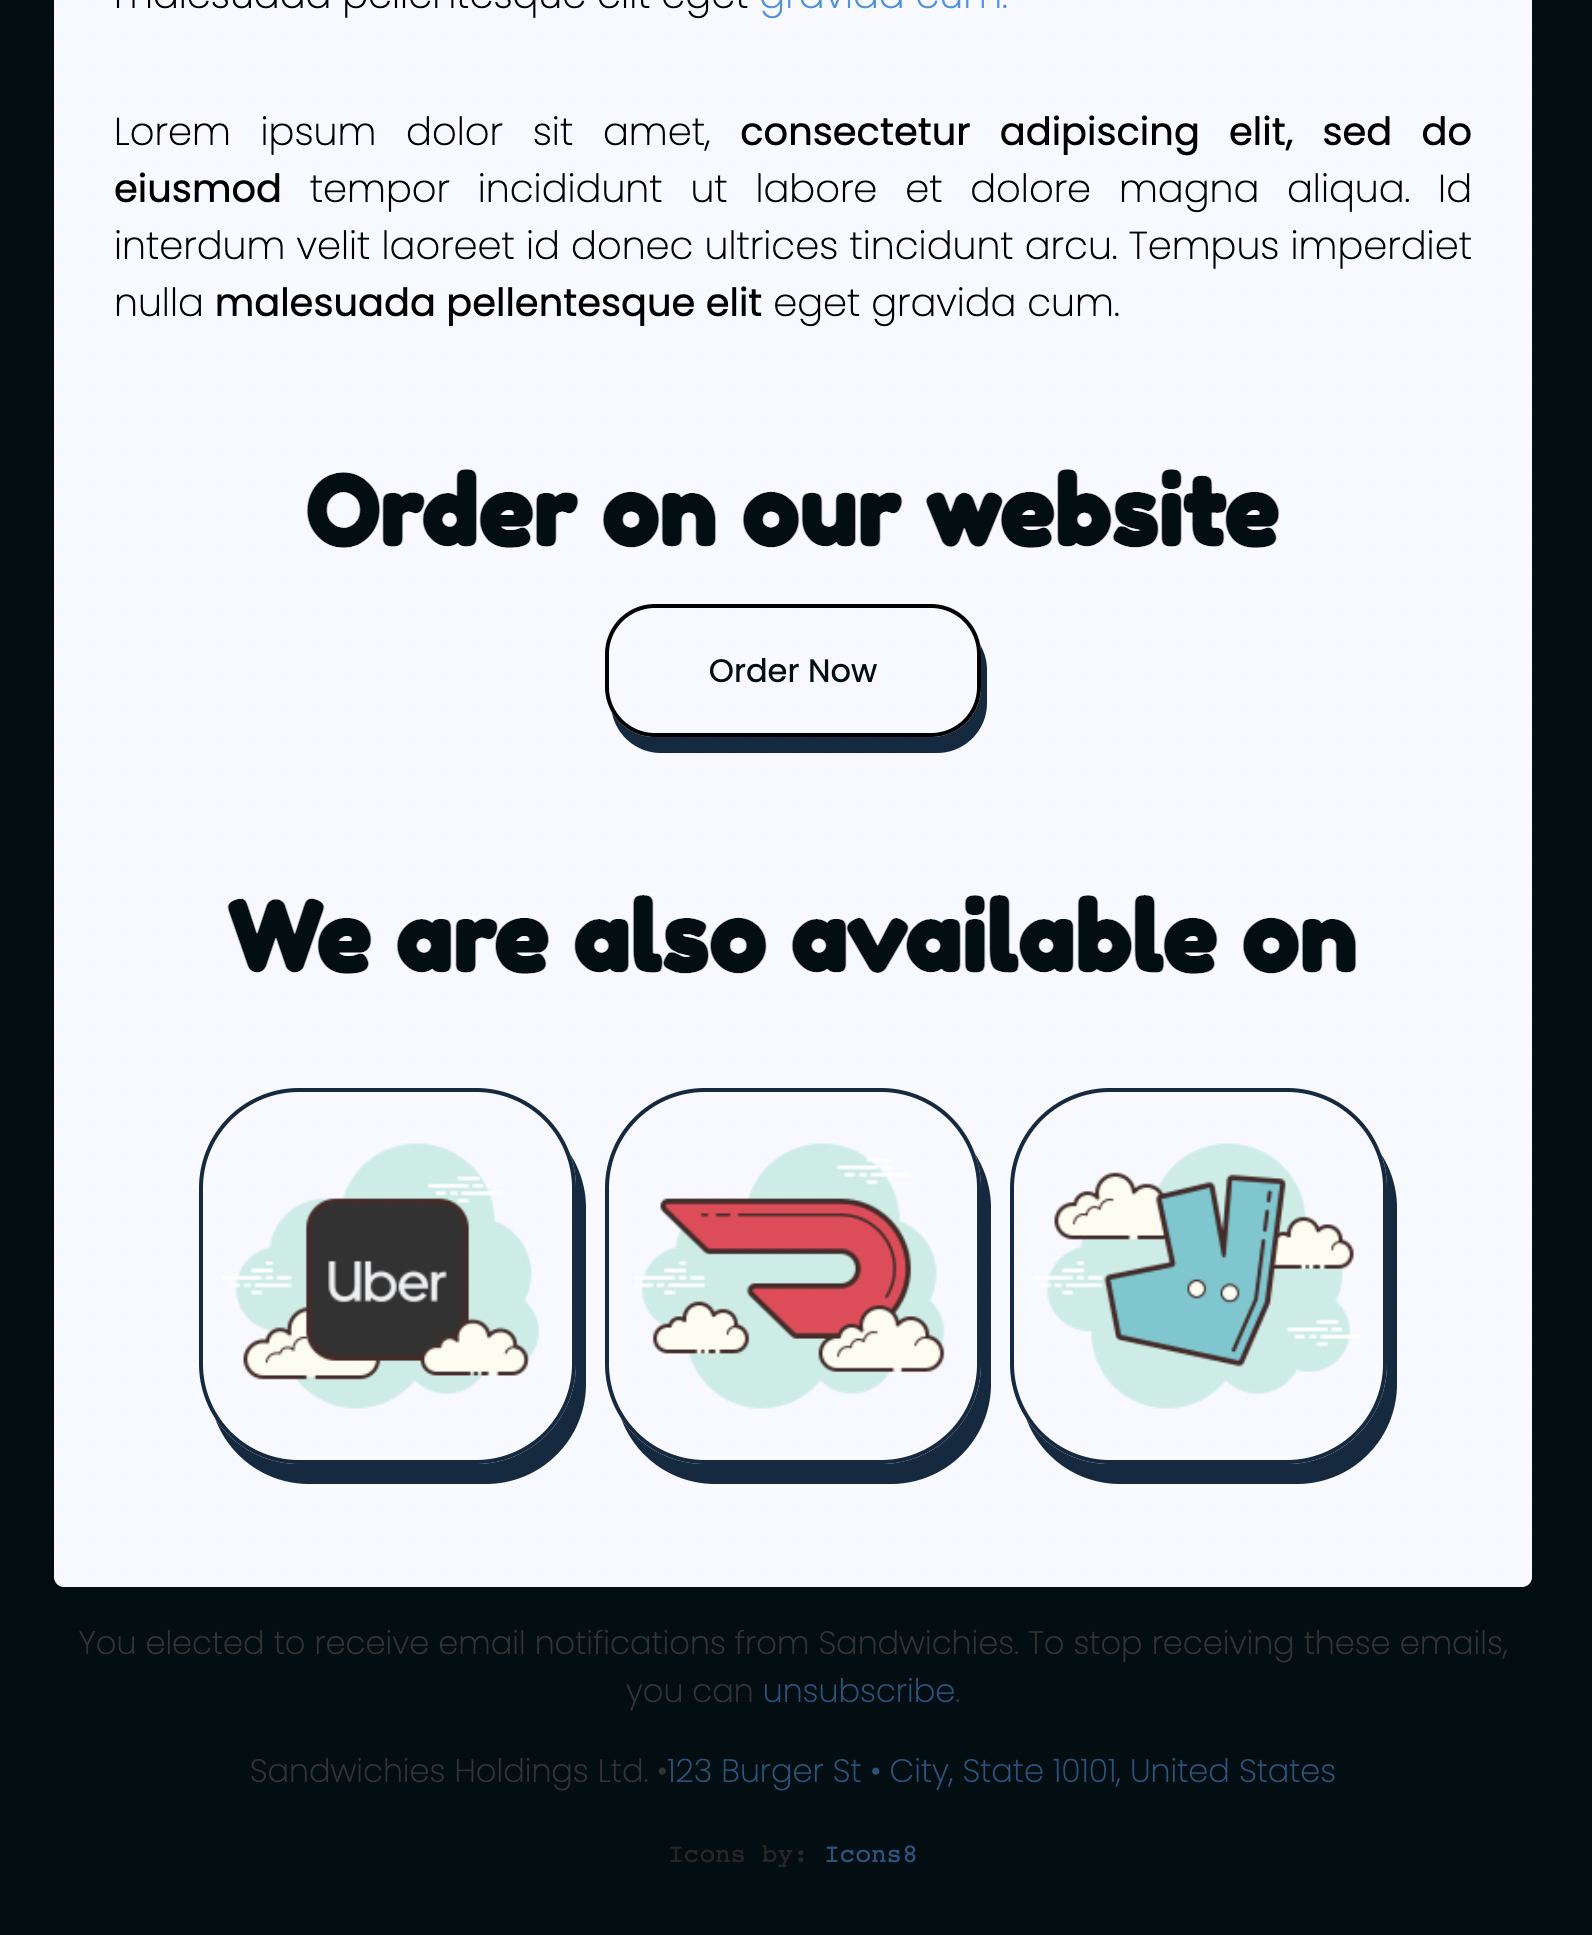 malesuada pellentesque elit eget gravida cum.
Lorem ipsum dolor sit amet, consectetur adipiscing elit, sed do
eiusmod tempor incididunt ut labore et dolore magna aliqua. Id
interdum velit laoreet id donec ultrices tincidunt arcu. Tempus imperdiet
nulla malesuada pellentesque elit eget gravida cum.
Order on our website
Order Now
We are also available on
Uber
You elected to receive email notifications from Sandwichies. To stop receiving these emails,
you can unsubscribe.
Sandwichies Holdings Ltd. •123 Burger St • City, State 10101, United States
Icons by: Icons8